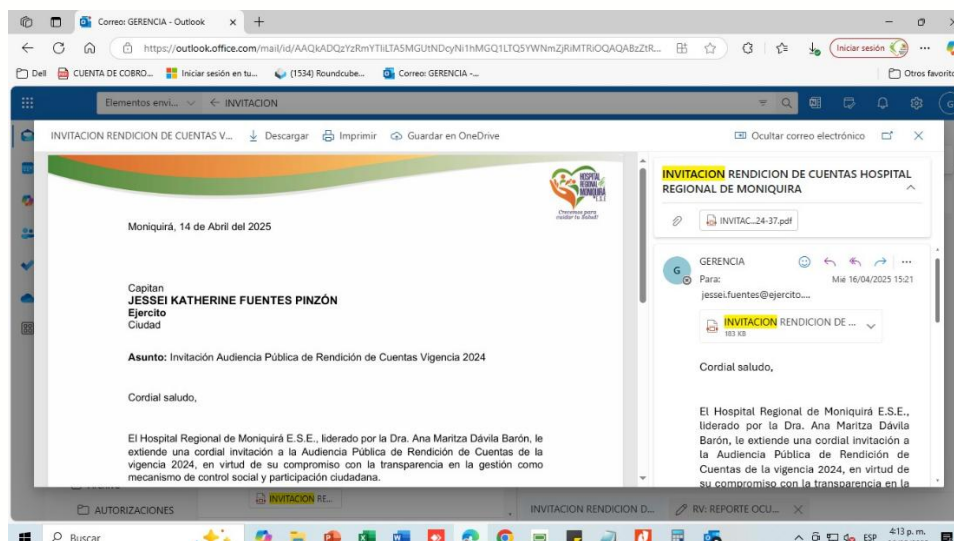 Correo: GERENCIA - Outlook
https://outlook.office.com/mail/id/
Iniciar sesión
Dell
CUENTA DE COBRO...
Iniciar sesión en tu...
(1534) Roundcube...
Correo: GERENCIA -...
Otros favorito
Elementos envi...
INVITACION
INVITACION RENDICION DE CUENTAS V...
Descargar
Imprimir
Guardar en OneDrive
Ocultar correo electrónico
HOSPITAL
REGIONAL
MONIQUIRÁ
E.S.E
Crecemos para
cuidar tu Salud!
Moniquirá, 14 de Abril del 2025
Capitan
JESSEI KATHERINE FUENTES PINZÓN
Ejercito
Ciudad
Asunto: Invitación Audiencia Pública de Rendición de Cuentas Vigencia 2024
Cordial saludo,
El Hospital Regional de Moniquirá E.S.E., liderado por la Dra. Ana Maritza Dávila Barón, le
extiende una cordial invitación a la Audiencia Pública de Rendición de Cuentas de la
vigencia 2024, en virtud de su compromiso con la transparencia en la gestión como
mecanismo de control social y participación ciudadana.
INVITACION RENDICION DE CUENTAS HOSPITAL
REGIONAL DE MONIQUIRA
INVITAC...24-37.pdf
G
GERENCIA
Para:
Mié 16/04/2025 15:21
jessei.fuentes@ejercito....
INVITACION RENDICION DE ...
163 KB
Cordial saludo,
El Hospital Regional de Moniquirá E.S.E.,
liderado por la Dra. Ana Maritza Dávila
Barón, le extiende una cordial invitación a
la Audiencia Pública de Rendición de
Cuentas de la vigencia 2024, en virtud de
su compromiso con la transparencia en la
AUTORIZACIONES
INVITACION RE...
INVITACION RENDICION D...
RV: REPORTE OCU...
Buscar
ESP
4:13 p. m.